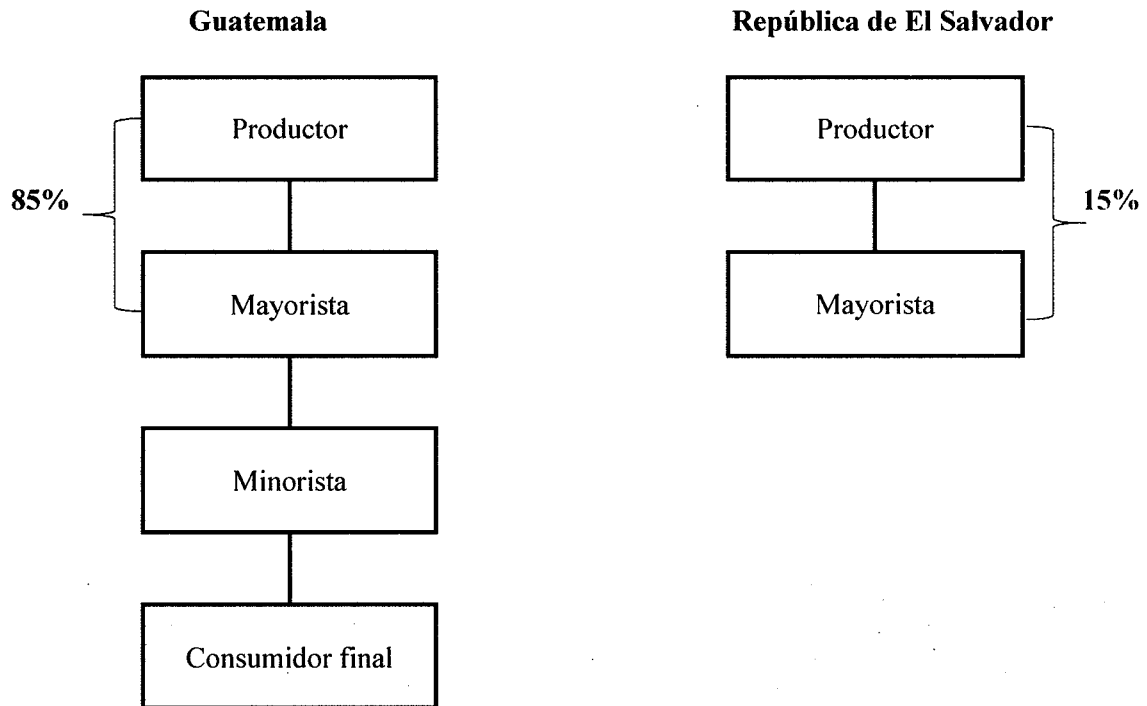 Guatemala
República de El Salvador
Productor
Productor
85%
15%
Mayorista
Mayorista
Minorista
Consumidor final